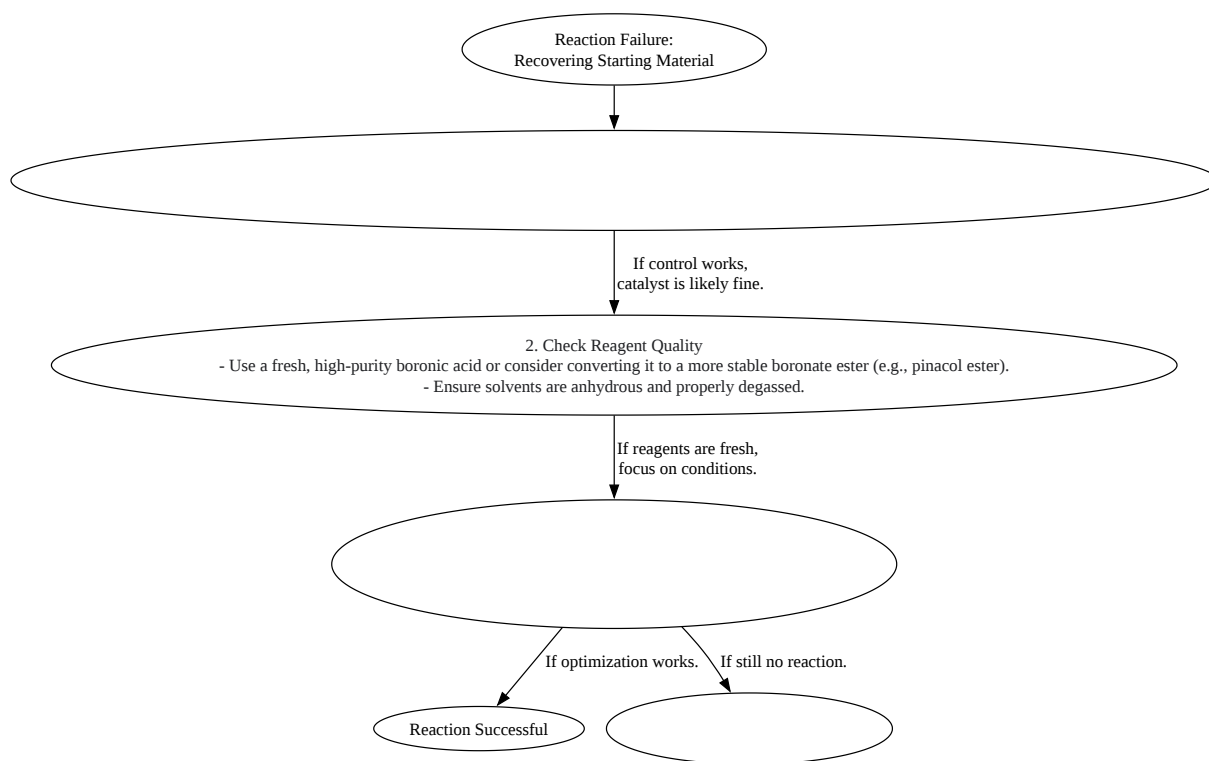 Reaction Failure:
Recovering Starting Material
If control works,
catalyst is likely fine.
2. Check Reagent Quality
- Use a fresh, high-purity boronic acid or consider converting it to a more stable boronate ester (e.g., pinacol ester).
- Ensure solvents are anhydrous and properly degassed.
If reagents are fresh,
focus on conditions.
If optimization works.
If still no reaction.
Reaction Successful